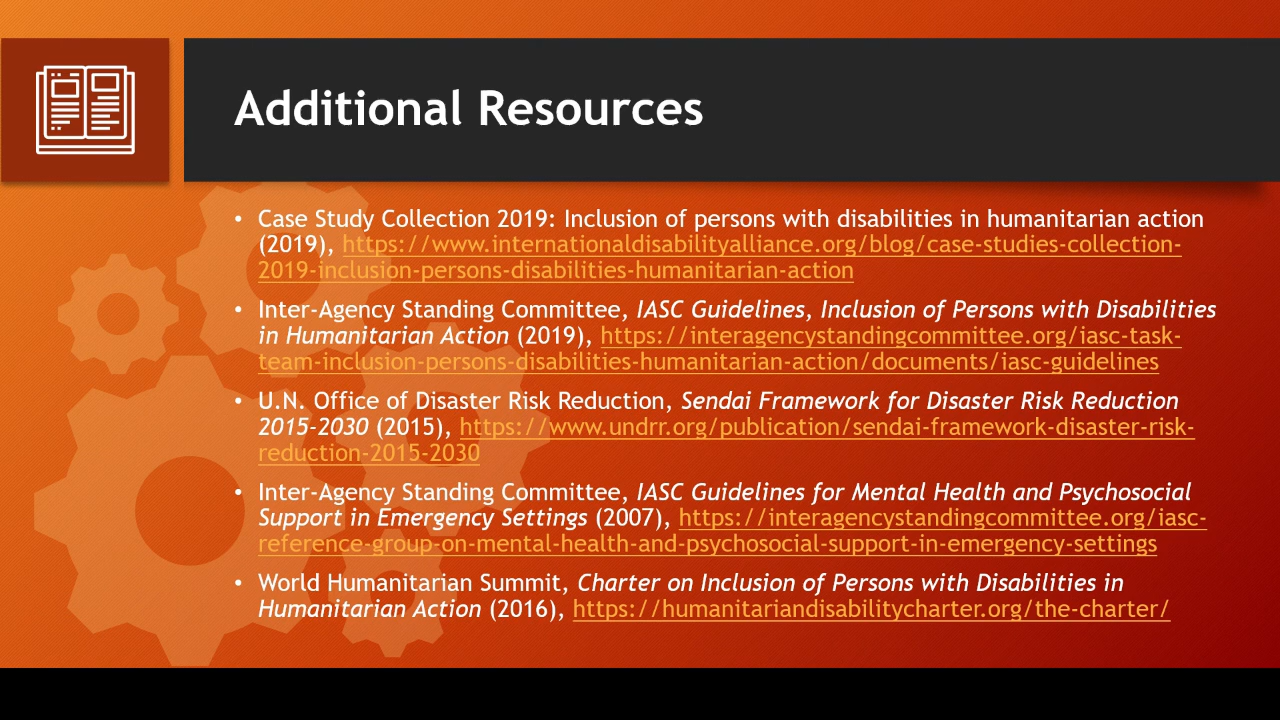 Additional Resources
• Case Study Collection 2019: Inclusion of persons with disabilities in humanitarian action
(2019), https://www.internationaldisabilityalliance.org/blog/case-studies-collection-
2019-inclusion-persons-disabilities-humanitarian-action
• Inter-Agency Standing Committee, IASC Guidelines, Inclusion of Persons with Disabilities
in Humanitarian Action (2019), https://interagencystandingcommittee.org/iasc-task-
team-inclusion-persons-disabilities-humanitarian-action/documents/iasc-guidelines
• U.N. Office of Disaster Risk Reduction, Sendai Framework for Disaster Risk Reduction
2015-2030 (2015), https://www.undrr.org/publication/sendai-framework-disaster-risk-
reduction-2015-2030
• Inter-Agency Standing Committee, IASC Guidelines for Mental Health and Psychosocial
Support in Emergency Settings (2007), https://interagencystandingcommittee.org/iasc-
reference-group-on-mental-health-and-psychosocial-support-in-emergency-settings
• World Humanitarian Summit, Charter on Inclusion of Persons with Disabilities in
Humanitarian Action (2016), https://humanitariandisabilitycharter.org/the-charter/